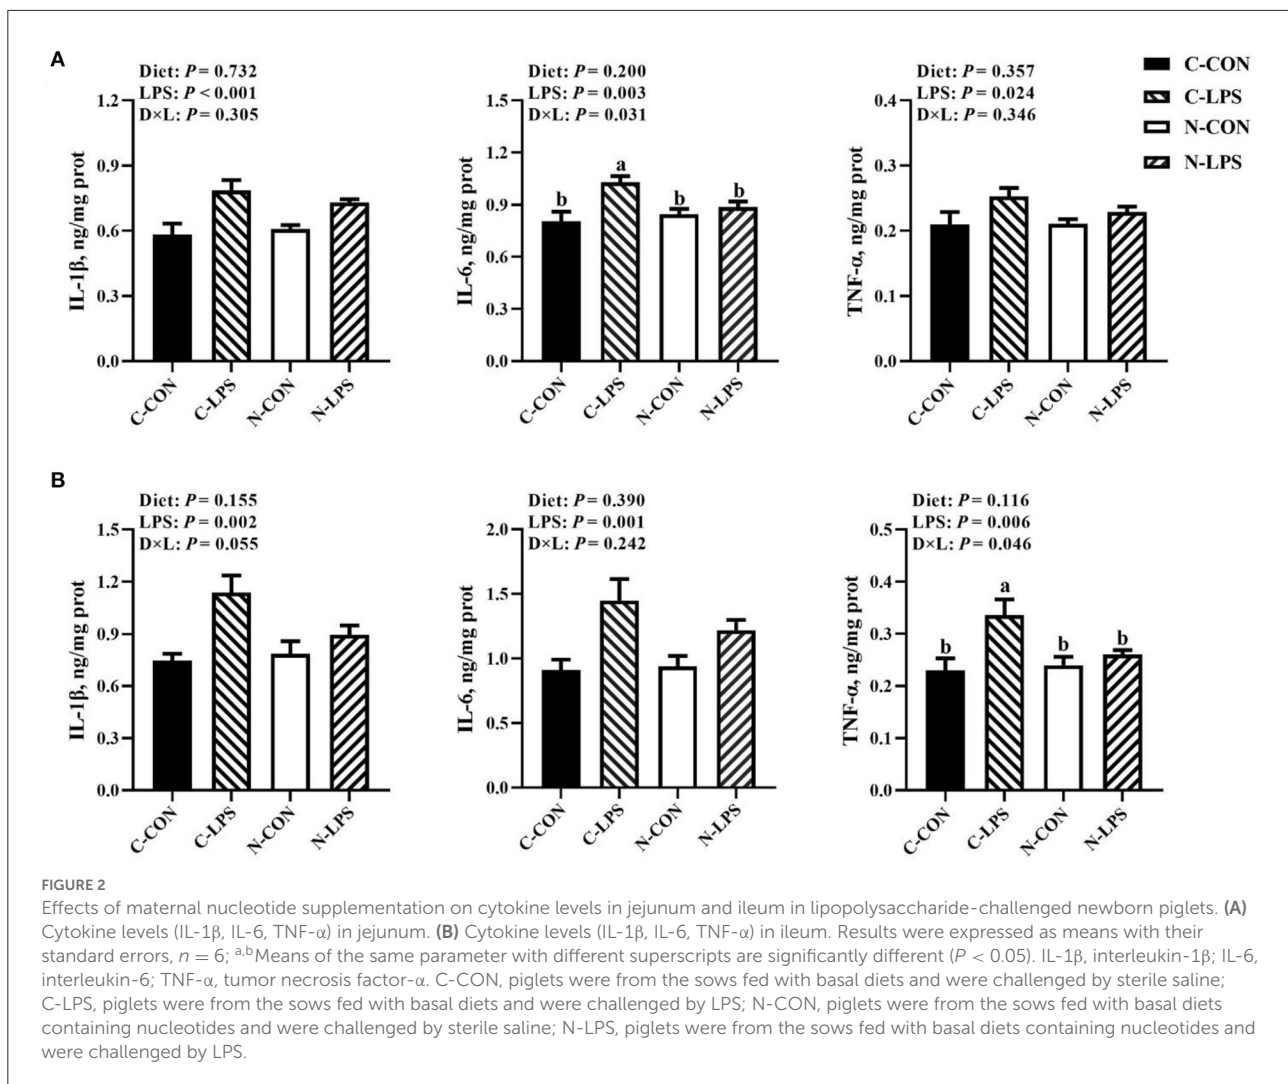 A
Diet: P = 0.732
LPS: P < 0.001
D×L: P = 0.305
IL-1β, ng/mg prot
1.2
0.9
0.6
0.3
0.0
C-CON
C-LPS
N-CON
N-LPS
Diet: P = 0.200
LPS: P = 0.003
D×L: P = 0.031
IL-6, ng/mg prot
1.5
1.2
0.9
0.6
0.3
0.0
b
a
b
b
C-CON
C-LPS
N-CON
N-LPS
Diet: P = 0.357
LPS: P = 0.024
D×L: P = 0.346
TNF-α, ng/mg prot
0.4
0.3
0.2
0.1
0.0
C-CON
C-LPS
N-CON
N-LPS
C-CON
C-LPS
N-CON
N-LPS
B
Diet: P = 0.155
LPS: P = 0.002
D×L: P = 0.055
IL-1β, ng/mg prot
1.5
1.2
0.9
0.6
0.3
0.0
C-CON
C-LPS
N-CON
N-LPS
Diet: P = 0.390
LPS: P = 0.001
D×L: P = 0.242
IL-6, ng/mg prot
2.0
1.5
1.0
0.5
0.0
C-CON
C-LPS
N-CON
N-LPS
Diet: P = 0.116
LPS: P = 0.006
D×L: P = 0.046
TNF-α, ng/mg prot
0.5
0.4
0.3
0.2
0.1
0.0
b
a
b
b
C-CON
C-LPS
N-CON
N-LPS
FIGURE 2
Effects of maternal nucleotide supplementation on cytokine levels in jejunum and ileum in lipopolysaccharide-challenged newborn piglets. (A)
Cytokine levels (IL-1β, IL-6, TNF-α) in jejunum. (B) Cytokine levels (IL-1β, IL-6, TNF-α) in ileum. Results were expressed as means with their
standard errors, n = 6; a,bMeans of the same parameter with different superscripts are significantly different (P < 0.05). IL-1β, interleukin-1β; IL-6,
interleukin-6; TNF-α, tumor necrosis factor-α. C-CON, piglets were from the sows fed with basal diets and were challenged by sterile saline;
C-LPS, piglets were from the sows fed with basal diets and were challenged by LPS; N-CON, piglets were from the sows fed with basal diets
containing nucleotides and were challenged by sterile saline; N-LPS, piglets were from the sows fed with basal diets containing nucleotides and
were challenged by LPS.